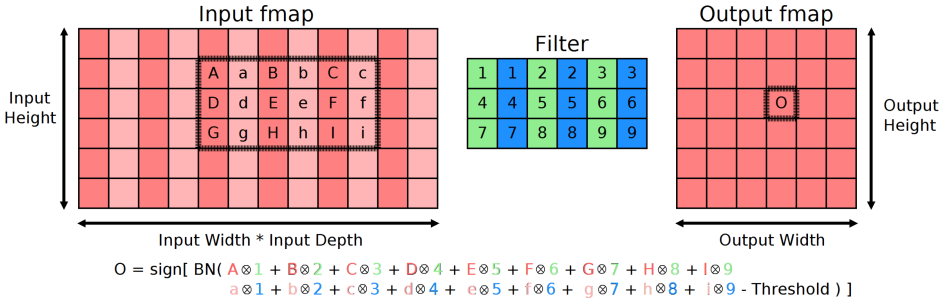 Input fmap
Output fmap
Filter
Input
Height
A a B b C c
D d E e F f
G g H h I i
1 1 2 2 3 3
4 4 5 5 6 6
7 7 8 8 9 9
O
Output
Height
Input Width * Input Depth
Output Width
O = sign[ BN( A⊗1 + B⊗2 + C⊗3 + D⊗4 + E⊗5 + F⊗6 + G⊗7 + H⊗8 + I⊗9
a⊗1 + b⊗2 + c⊗3 + d⊗4 + e⊗5 + f⊗6 + g⊗7 + h⊗8 + i⊗9 - Threshold ) ]